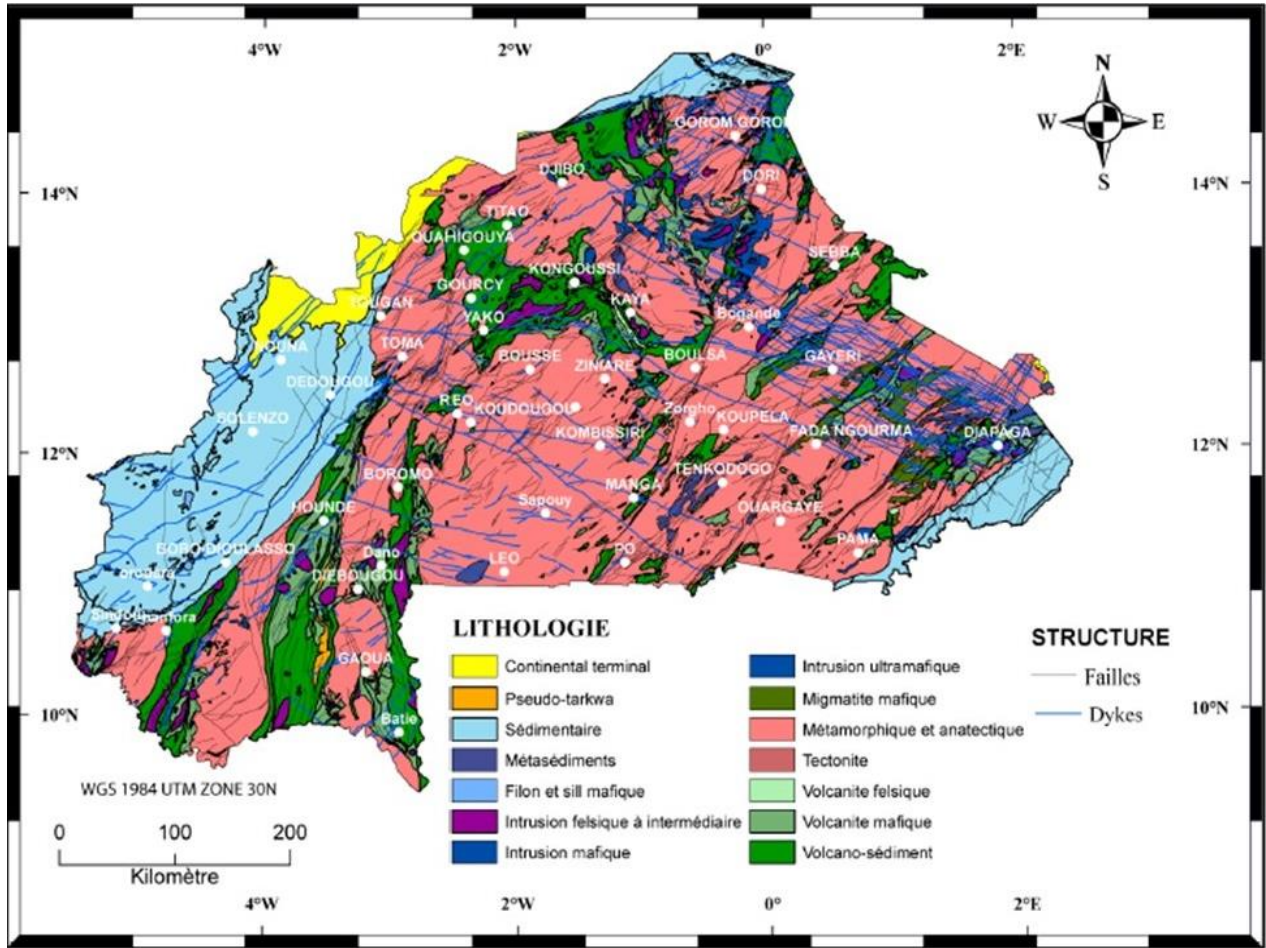 4°W 2°W 0° 2°E
N
W E
S
GOROM GOROM
14°N 14°N
DJIBO
DORI
TITAO
OUAHIGOUYA
SEBBA
KONGOUSSI
GOURCY
KAYA
TOUGAN
Bogande
YAKO
TOMA
NOUNA
BOUSSE
BOULSA
GAYERI
ZINIARE
DEDOUGOU
REO
KOUDOUGOU
Zorgho
KOUPELA
SOLENZO
12°N 12°N
KOMBISSIRI
FADA NGOURMA
DIAPAGA
BOROMO
TENKODOGO
MANGA
HOUNDE
Sapouy
OUARGAYE
BOBO-DIOULASSO
Dano
PO
PAMA
LEO
orodara
DIEBOUGOU
GAOUA
Batie
10°N 10°N
LITHOLOGIE
Continental terminal
Pseudo-tarkwa
Sédimentaire
Métasédiments
Filon et sill mafique
Intrusion felsique à intermédiaire
Intrusion mafique
Intrusion ultramafique
Migmatite mafique
Métamorphique et anatectique
Tectonite
Volcanite felsique
Volcanite mafique
Volcano-sédiment
STRUCTURE
Failles
Dykes
WGS 1984 UTM ZONE 30N
0 100 200
Kilomètre
4°W 2°W 0° 2°E